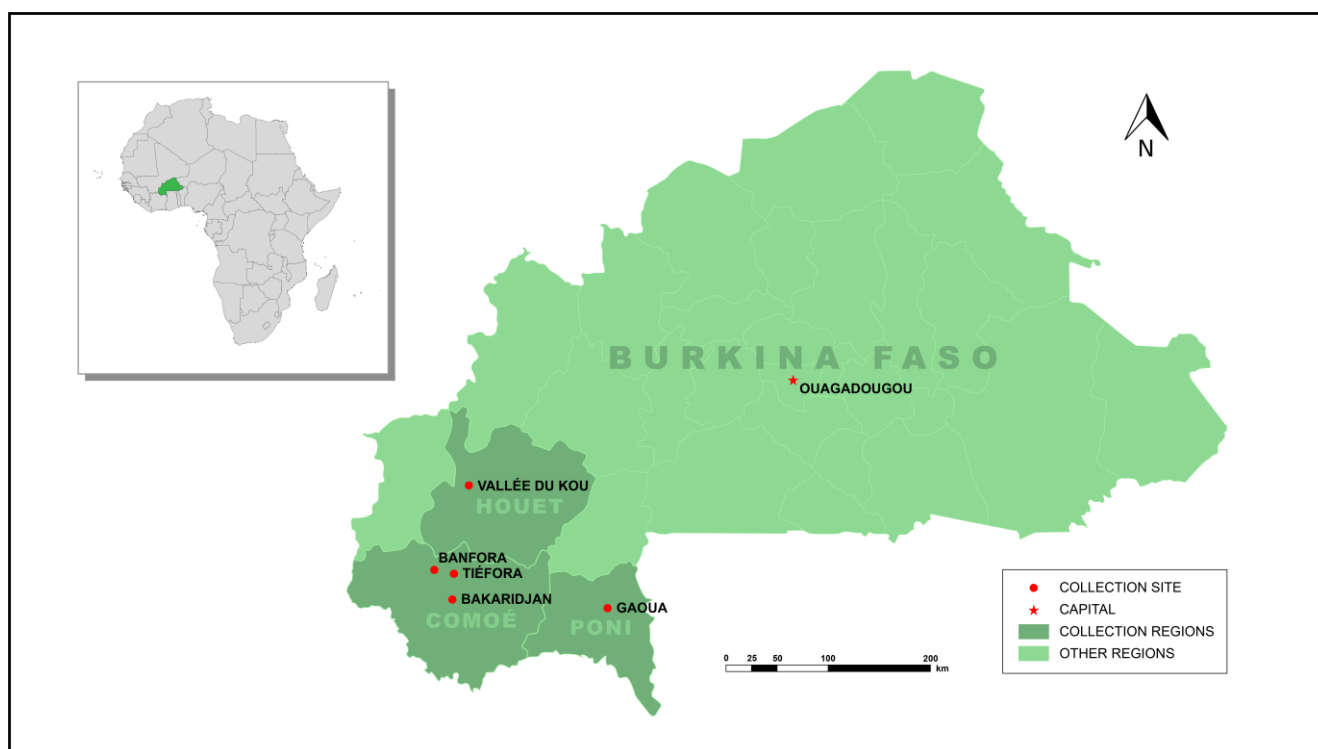 N
BURKINA FASO
OUAGADOUGOU
VALLÉE DU KOU
HOUET
BANFORA
TIÉFORA
BAKARIDJAN
COMOÉ
GAOUA
PONI
COLLECTION SITE
CAPITAL
COLLECTION REGIONS
OTHER REGIONS
0 25 50 100 200
km